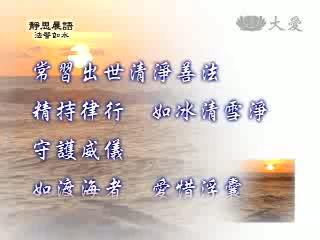 靜思晨語
法譬如水
大愛
常習出世清淨善法
精持律行 如冰清雪淨
守護威儀
如渡海者 愛惜浮囊